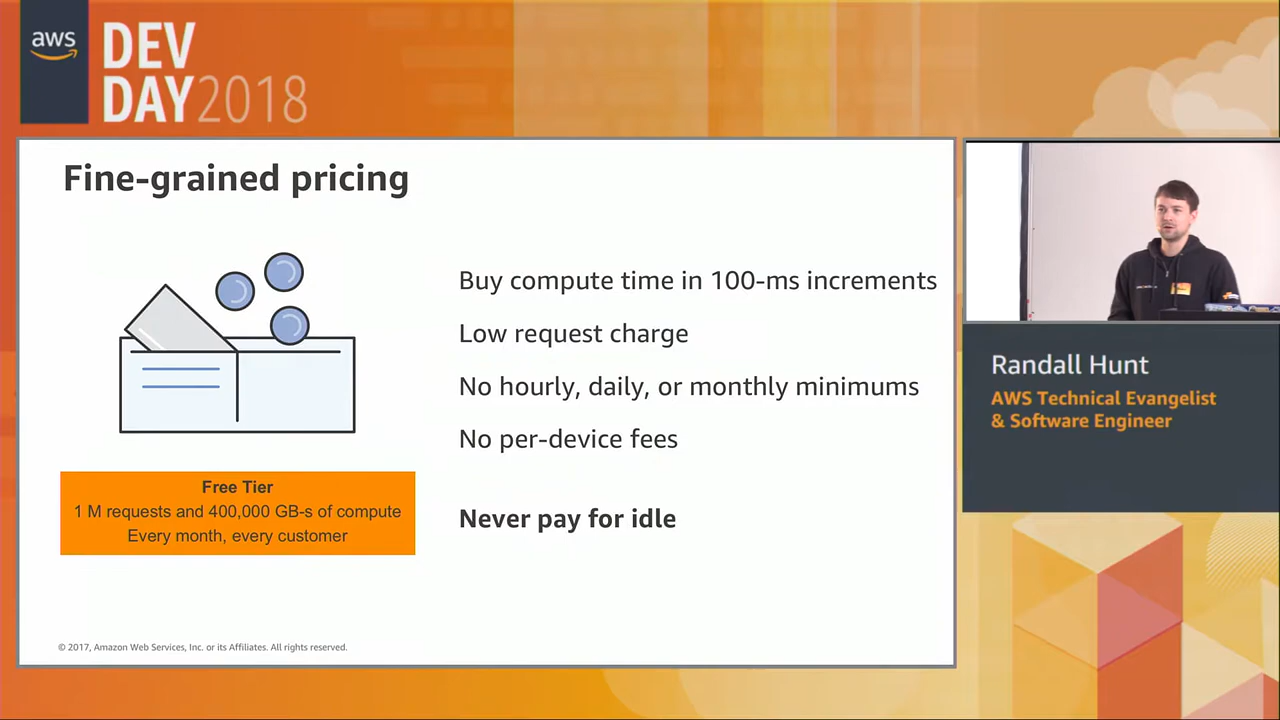 aws
DEV
DAY2018
Fine-grained pricing
Buy compute time in 100-ms increments
Low request charge
No hourly, daily, or monthly minimums
No per-device fees
Never pay for idle
Free Tier
1 M requests and 400,000 GB-s of compute
Every month, every customer
© 2017, Amazon Web Services, Inc. or its Affiliates. All rights reserved.
Randall Hunt
AWS Technical Evangelist
& Software Engineer